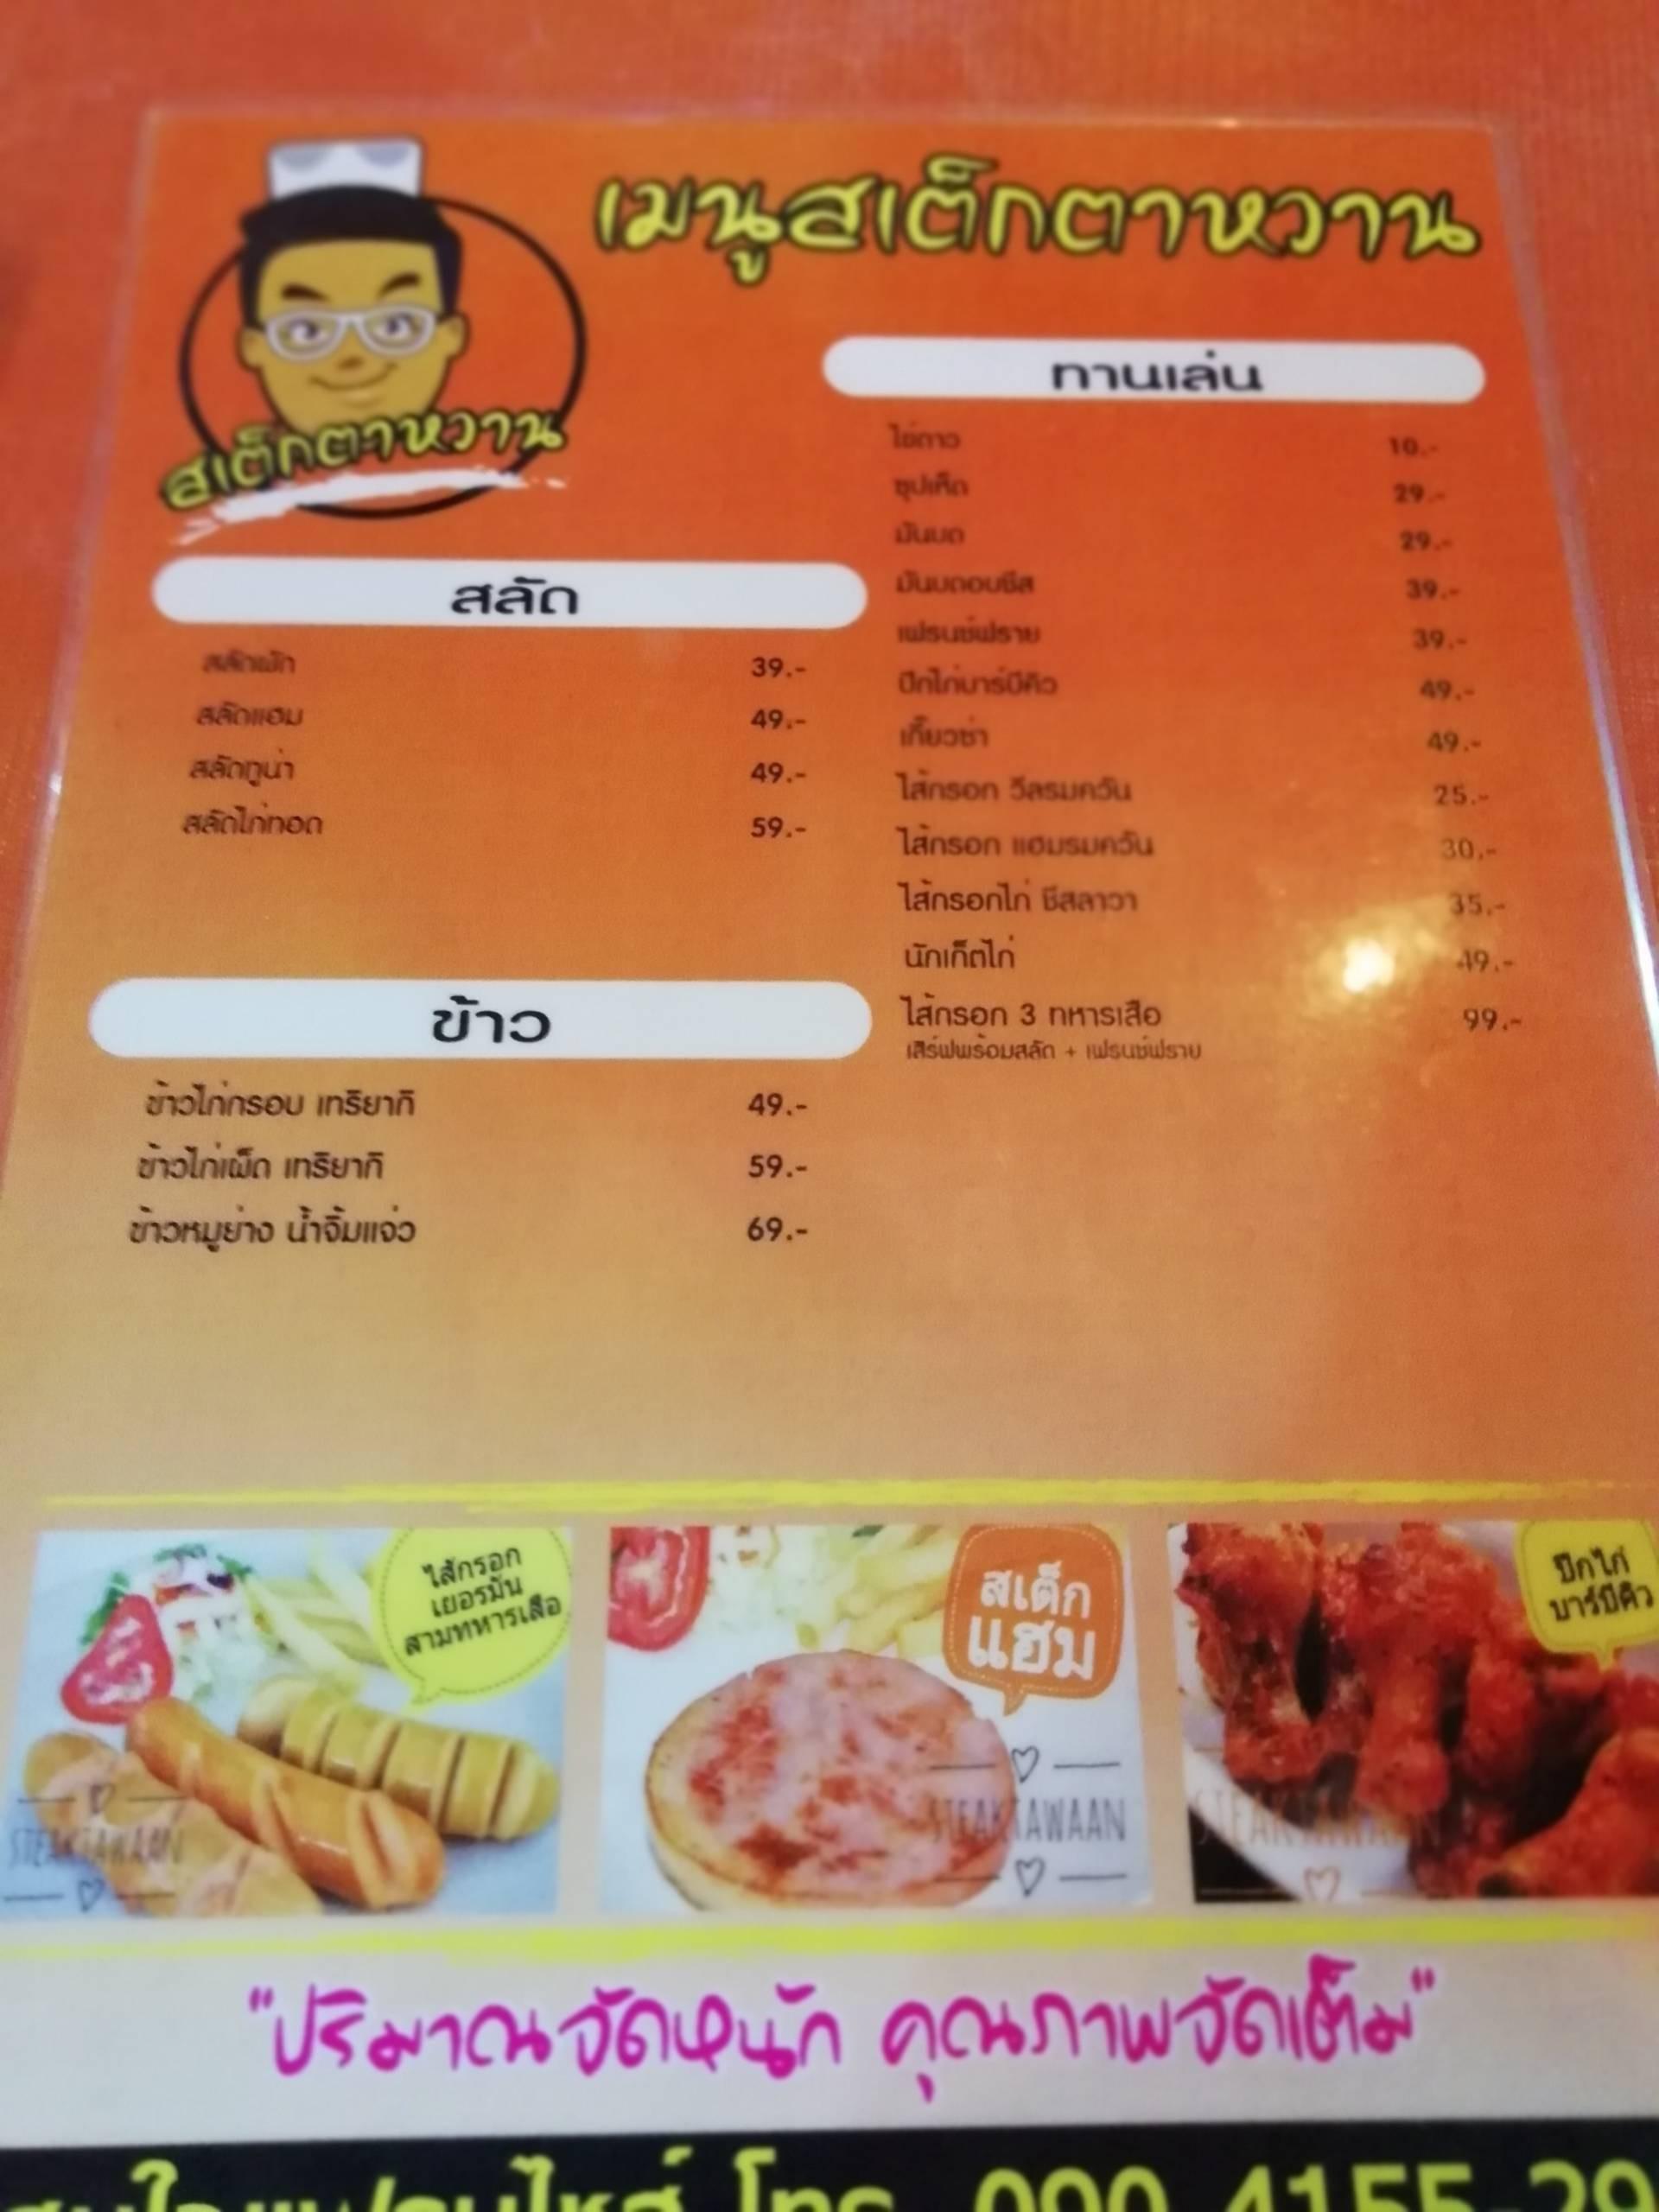 เมนูสเต็กตาหวาน
สเต็กตาหวาน
สลัด
สลัดผัก 39.-
สลัดแฮม 49.-
สลัดทูน่า 49.-
สลัดไก่ทอด 59.-
ข้าว
ข้าวไก่กรอบ เทริยากิ 49.-
ข้าวไก่เผ็ด เทริยากิ 59.-
ข้าวหมูย่าง น้ำจิ้มแจ่ว 69.-
ทานเล่น
ไข่ดาว 10.-
ซุปเห็ด 29.-
มันบด 29.-
มันบดอบชีส 39.-
เฟรนช์ฟราย 39.-
ปีกไก่บาร์บีคิว 49.-
เกี๊ยวซ่า 49.-
ไส้กรอก วีลรมควัน 25.-
ไส้กรอก แฮมรมควัน 30.-
ไส้กรอกไก่ ชีสลาวา 35.-
นักเก็ตไก่ 49.-
ไส้กรอก 3 ทหารเสือ 99.-
เสิร์ฟพร้อมสลัด + เฟรนช์ฟราย
ไส้กรอก
เยอรมัน
สามทหารเสือ
STEAKTAWAAN
สเต็ก
แฮม
STEAKTAWAAN
ปีกไก่
บาร์บีคิว
STEAKTAWAAN
"ปริมาณจัดหนัก คุณภาพจัดเต็ม"
สนใจแฟรนไชส์ โทร. 090 4155 29